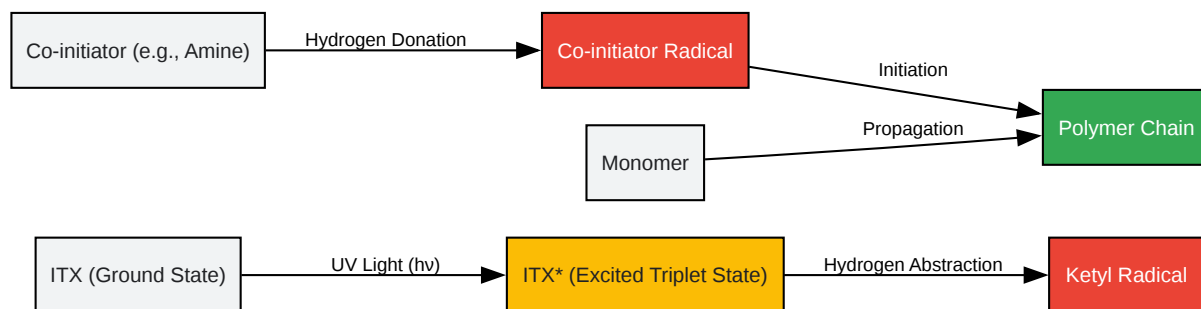 Co-initiator (e.g., Amine)
Hydrogen Donation
Co-initiator Radical
Initiation
Monomer
Propagation
Polymer Chain
ITX (Ground State)
UV Light (hν)
ITX* (Excited Triplet State)
Hydrogen Abstraction
Ketyl Radical